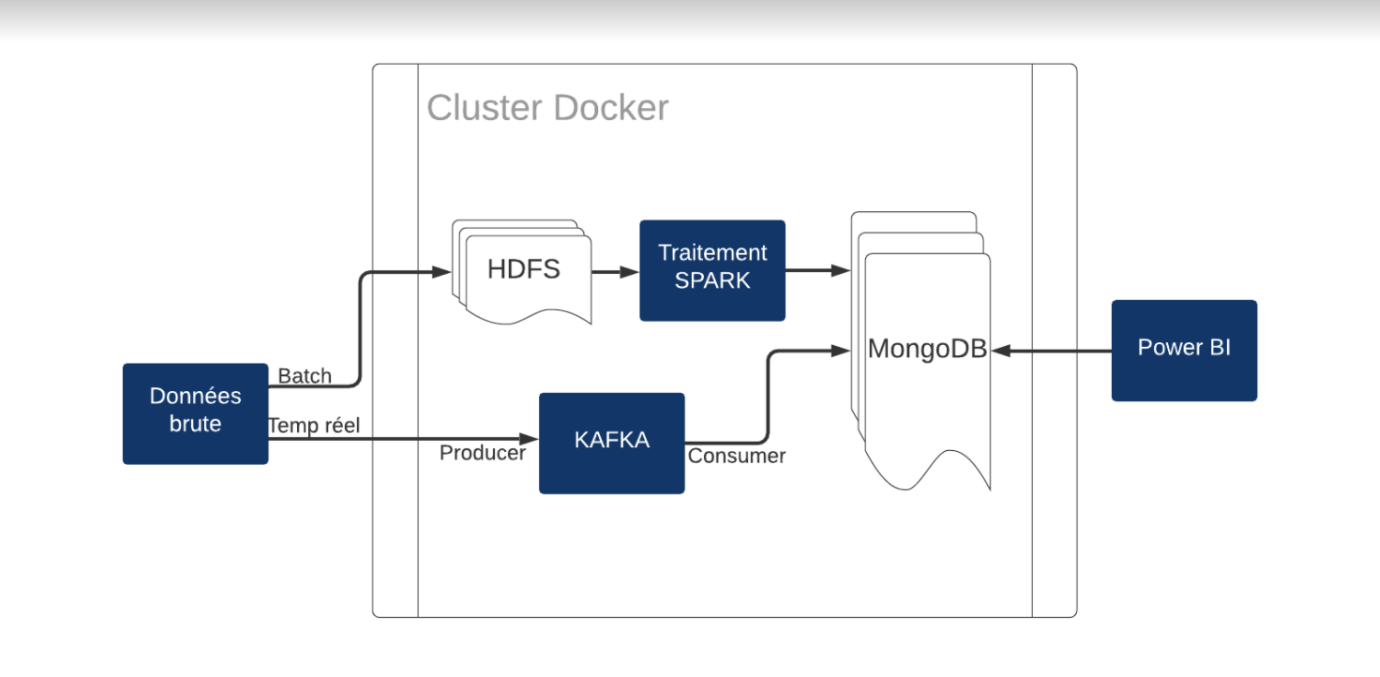 Cluster Docker
HDFS
Traitement
SPARK
MongoDB
Power BI
Données
brute
Batch
Temp réel
Producer
KAFKA
Consumer